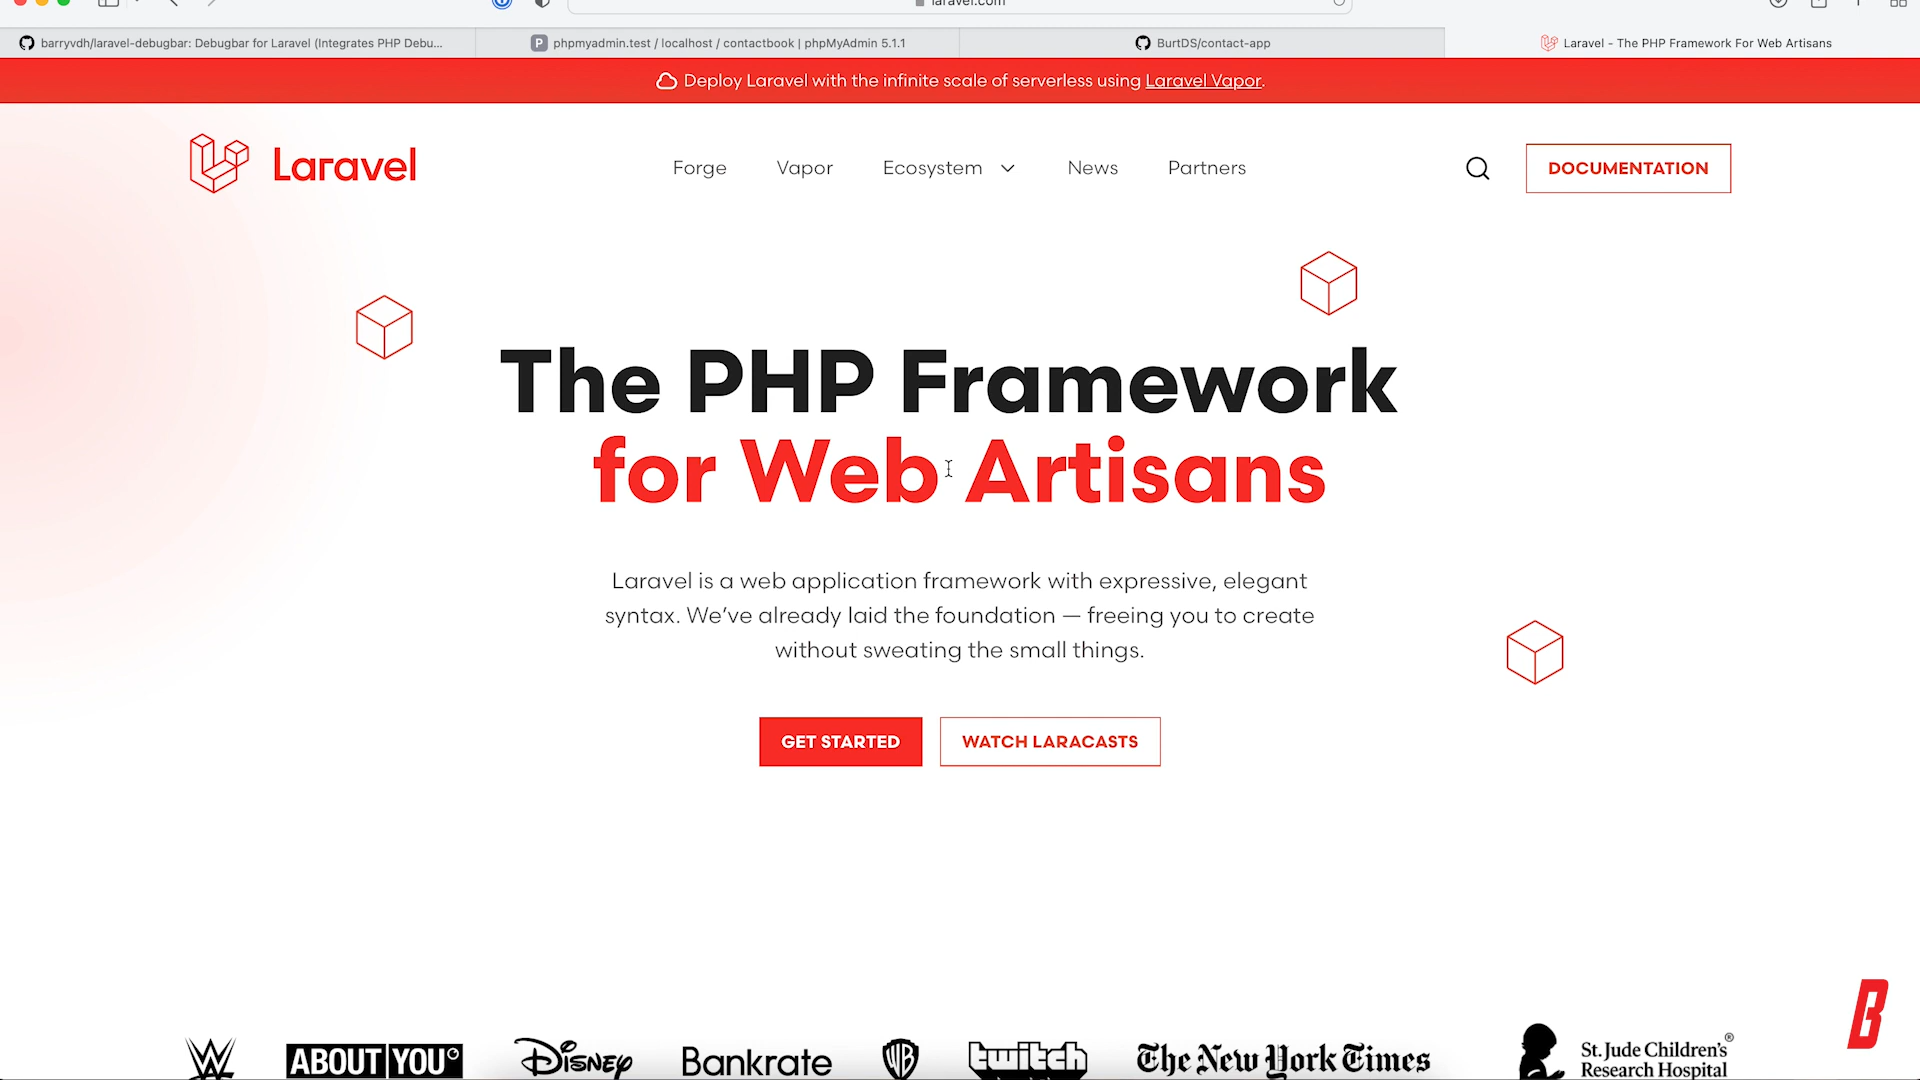 laravel.com
barryvdh/laravel-debugbar: Debugbar for Laravel (Integrates PHP Debu...
P phpmyadmin.test / localhost / contactbook | phpMyAdmin 5.1.1
BurtDS/contact-app
Laravel - The PHP Framework For Web Artisans
Deploy Laravel with the infinite scale of serverless using Laravel Vapor.
Laravel
Forge
Vapor
Ecosystem
News
Partners
DOCUMENTATION
The PHP Framework
for Web Artisans
Laravel is a web application framework with expressive, elegant
syntax. We’ve already laid the foundation — freeing you to create
without sweating the small things.
GET STARTED
WATCH LARACASTS
B
W
ABOUT YOU
Disney
Bankrate
WB
twitch
The New York Times
St. Jude Children's®
Research Hospital